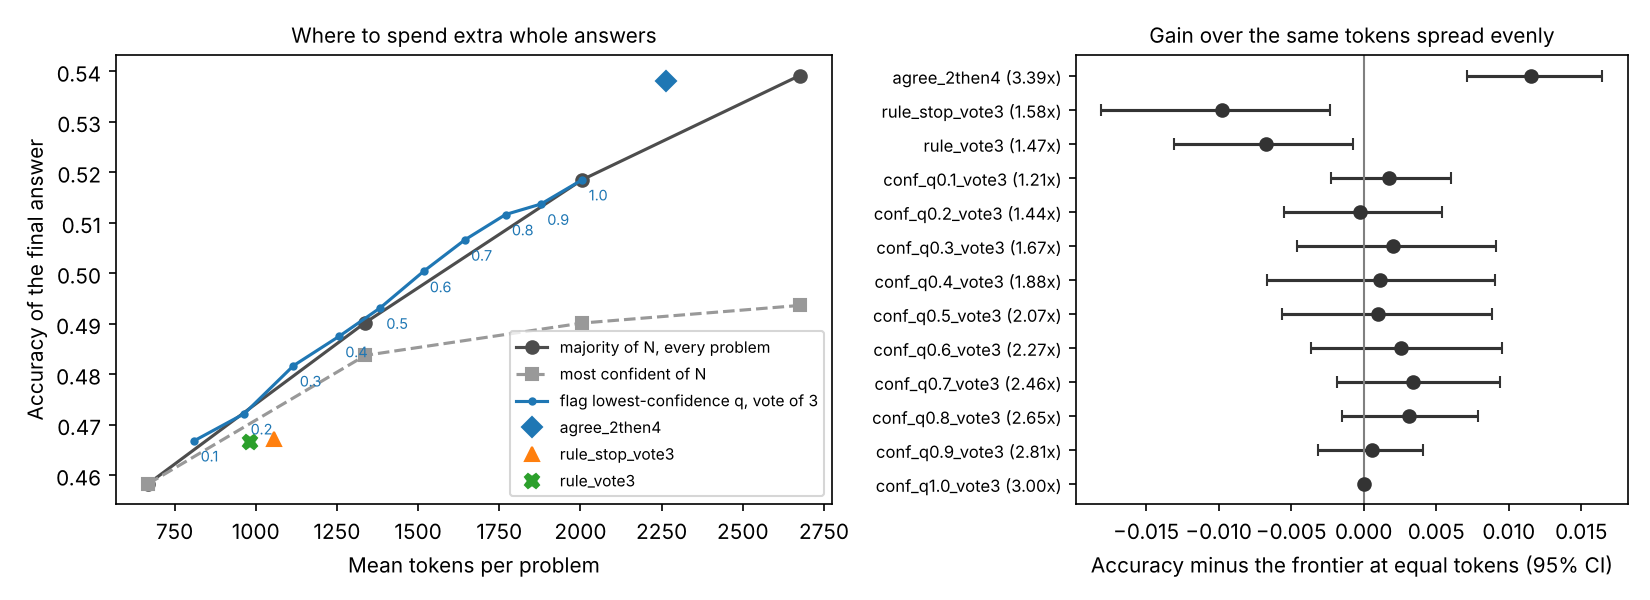 Where to spend extra whole answers
Accuracy of the final answer
0.54
0.53
0.52
0.51
0.50
0.49
0.48
0.47
0.46
0.1
0.2
0.3
0.4
0.5
0.6
0.7
0.8
0.9
1.0
majority of N, every problem
most confident of N
flag lowest-confidence q, vote of 3
agree_2then4
rule_stop_vote3
rule_vote3
750 1000 1250 1500 1750 2000 2250 2500 2750
Mean tokens per problem
Gain over the same tokens spread evenly
agree_2then4 (3.39x)
rule_stop_vote3 (1.58x)
rule_vote3 (1.47x)
conf_q0.1_vote3 (1.21x)
conf_q0.2_vote3 (1.44x)
conf_q0.3_vote3 (1.67x)
conf_q0.4_vote3 (1.88x)
conf_q0.5_vote3 (2.07x)
conf_q0.6_vote3 (2.27x)
conf_q0.7_vote3 (2.46x)
conf_q0.8_vote3 (2.65x)
conf_q0.9_vote3 (2.81x)
conf_q1.0_vote3 (3.00x)
−0.015 −0.010 −0.005 0.000 0.005 0.010 0.015
Accuracy minus the frontier at equal tokens (95% CI)